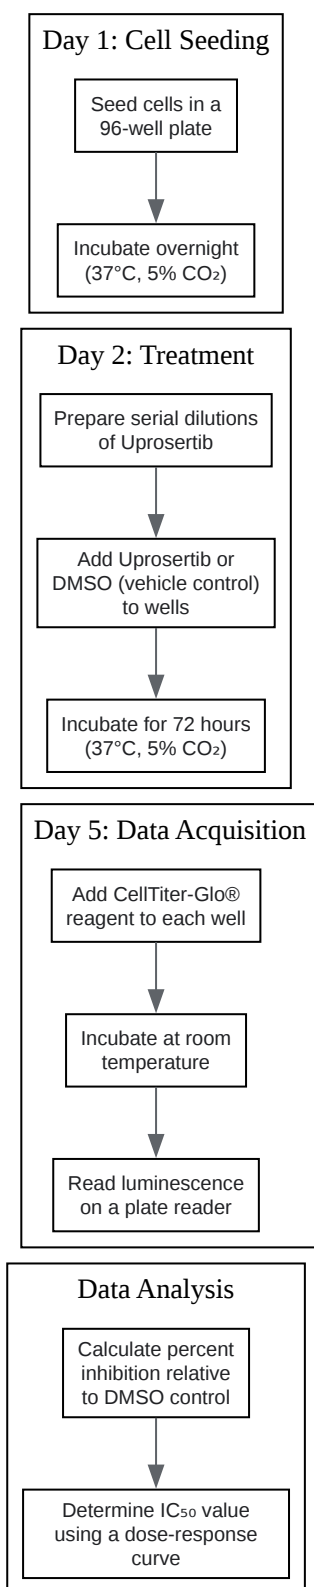 Day 1: Cell Seeding
Seed cells in a
96-well plate
Incubate overnight
(37°C, 5% CO₂)
Day 2: Treatment
Prepare serial dilutions
of Uprosertib
Add Uprosertib or
DMSO (vehicle control)
to wells
Incubate for 72 hours
(37°C, 5% CO₂)
Day 5: Data Acquisition
Add CellTiter-Glo®
reagent to each well
Incubate at room
temperature
Read luminescence
on a plate reader
Data Analysis
Calculate percent
inhibition relative
to DMSO control
Determine IC₅₀ value
using a dose-response
curve